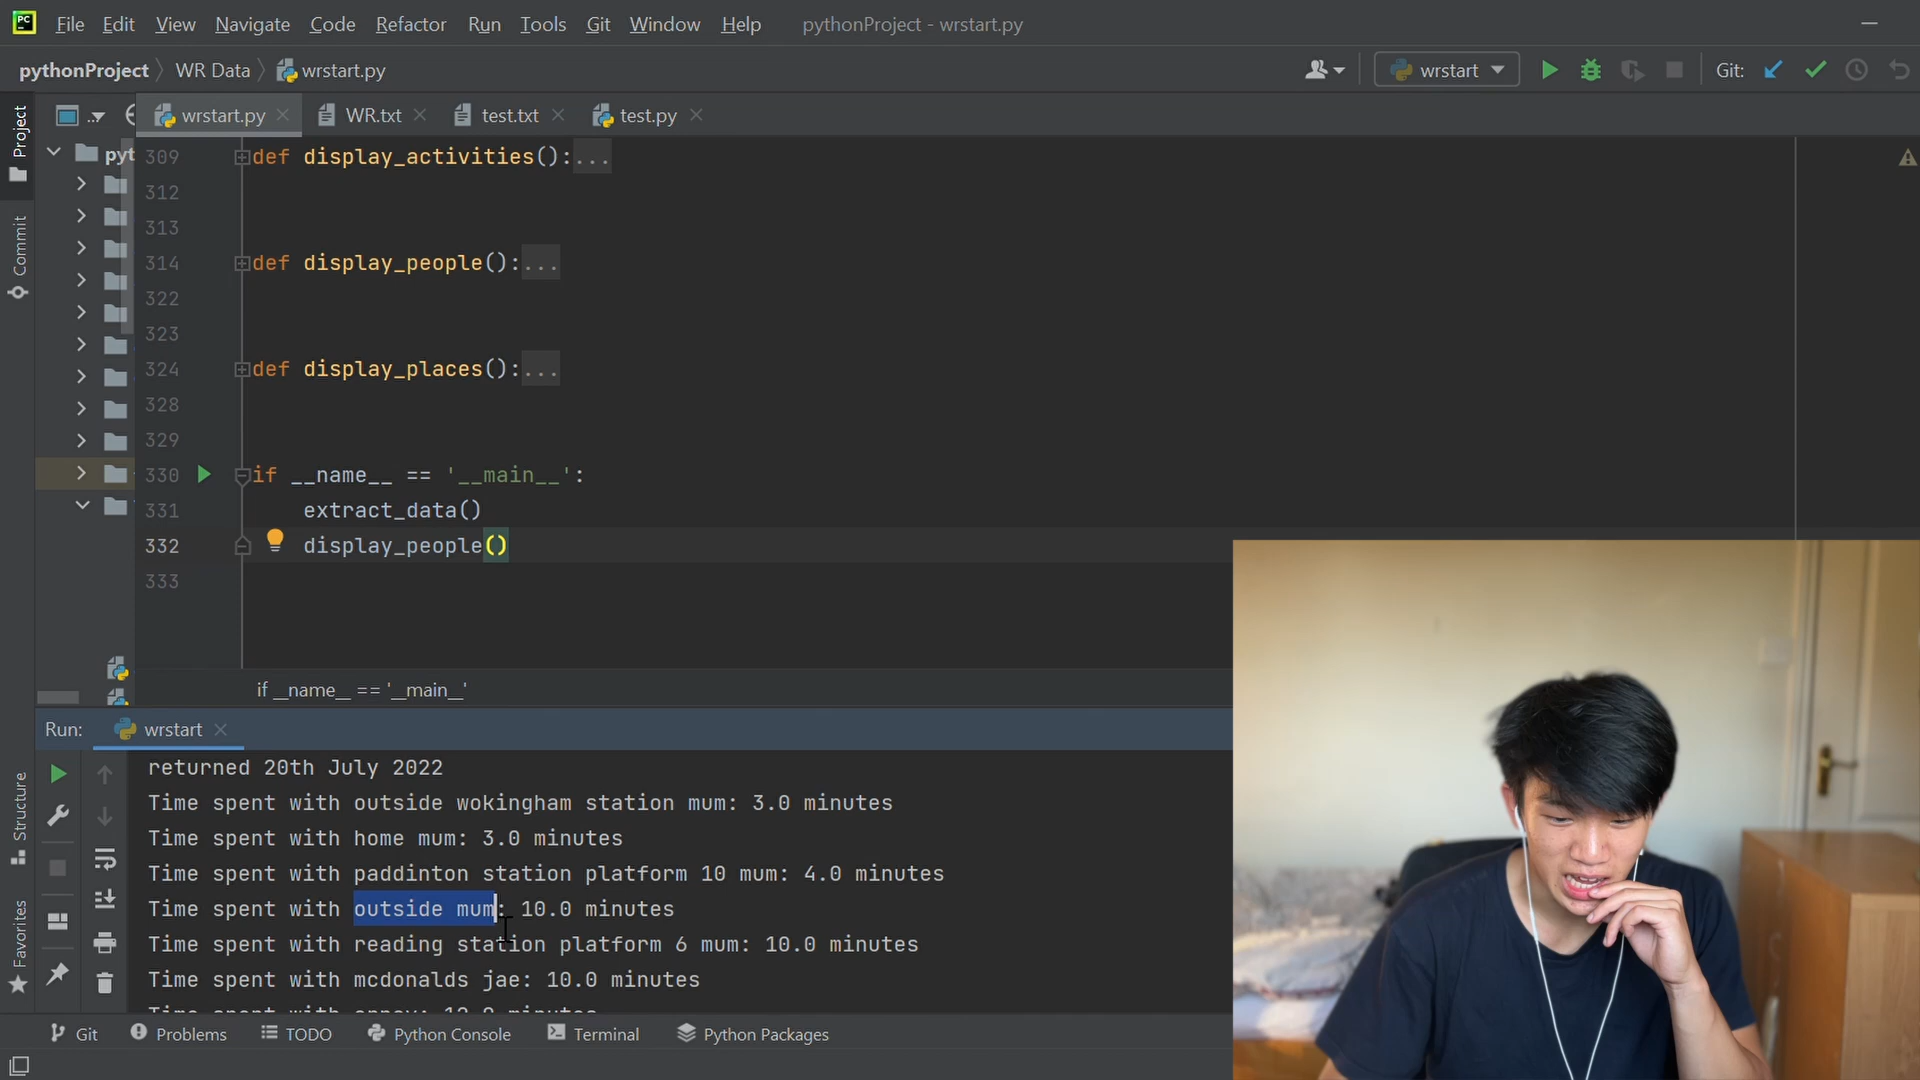 PC File Edit View Navigate Code Refactor Run Tools Git Window Help pythonProject - wrstart.py
pythonProject WR Data wrstart.py wrstart Git:
wrstart.py WR.txt test.txt test.py
Project
Commit
Structure
Favorites
pyt
309 def display_activities():...
312
313
314 def display_people():...
322
323
324 def display_places():...
328
329
330 if __name__ == '__main__':
331 extract_data()
332 display_people()
333
if __name__ == '__main__'
Run: wrstart
returned 20th July 2022
Time spent with outside wokingham station mum: 3.0 minutes
Time spent with home mum: 3.0 minutes
Time spent with paddinton station platform 10 mum: 4.0 minutes
Time spent with outside mum: 10.0 minutes
Time spent with reading station platform 6 mum: 10.0 minutes
Time spent with mcdonalds jae: 10.0 minutes
Git Problems TODO Python Console Terminal Python Packages